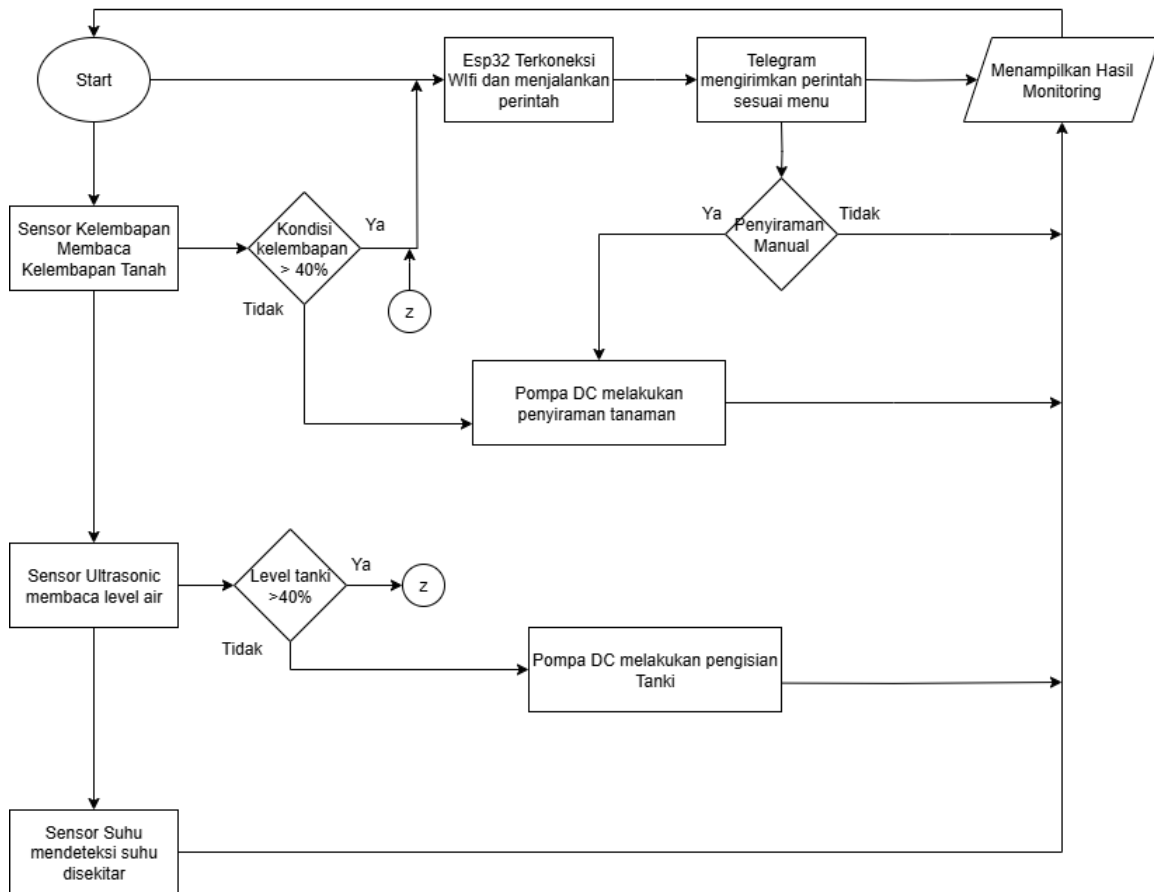 Start
Esp32 Terkoneksi
WIfi dan menjalankan
perintah
Telegram
mengirimkan perintah
sesuai menu
Menampilkan Hasil
Monitoring
Sensor Kelembapan
Membaca
Kelembapan Tanah
Kondisi
kelembapan
> 40%
Ya
Tidak
z
Ya
Penyiraman
Manual
Tidak
Pompa DC melakukan
penyiraman tanaman
Sensor Ultrasonic
membaca level air
Level tanki
>40%
Ya
z
Tidak
Pompa DC melakukan pengisian
Tanki
Sensor Suhu
mendeteksi suhu
disekitar